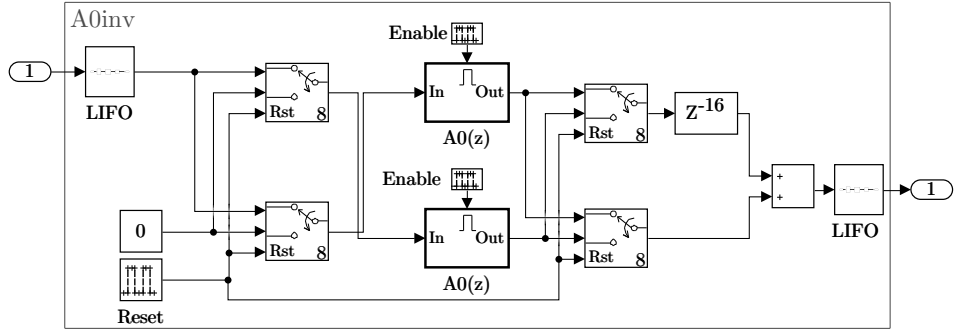 A0inv
Enable
1
LIFO
Rst
8
In
Out
A0(z)
Rst
8
Z-16
Enable
0
Rst
8
In
Out
A0(z)
Rst
8
+
+
LIFO
1
Reset